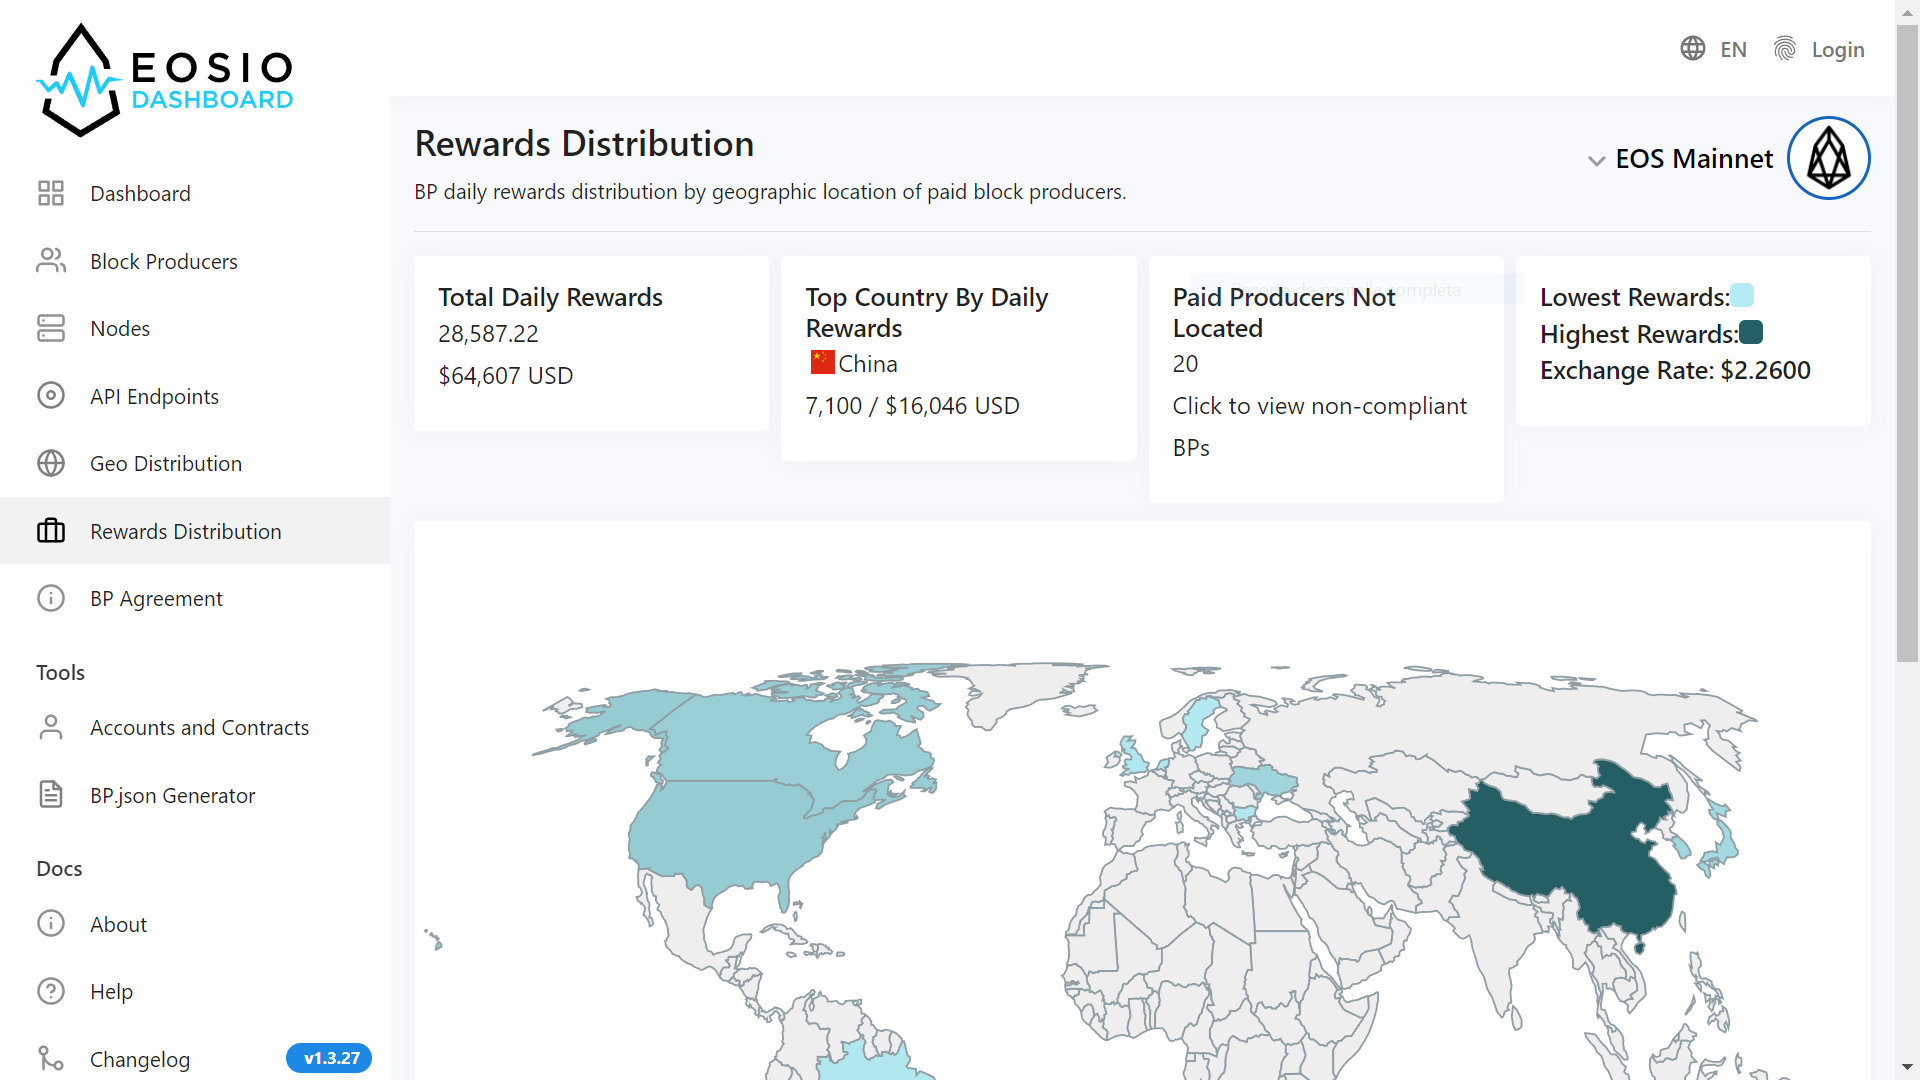 EOSIO
DASHBOARD
EN
Login
Dashboard
Block Producers
Nodes
API Endpoints
Geo Distribution
Rewards Distribution
BP Agreement
Tools
Accounts and Contracts
BP.json Generator
Docs
About
Help
Changelog
v1.3.27
Rewards Distribution
BP daily rewards distribution by geographic location of paid block producers.
EOS Mainnet
Total Daily Rewards
28,587.22
$64,607 USD
Top Country By Daily
Rewards
China
7,100 / $16,046 USD
Paid Producers Not
Located
20
Click to view non-compliant
BPs
Lowest Rewards:
Highest Rewards:
Exchange Rate: $2.2600